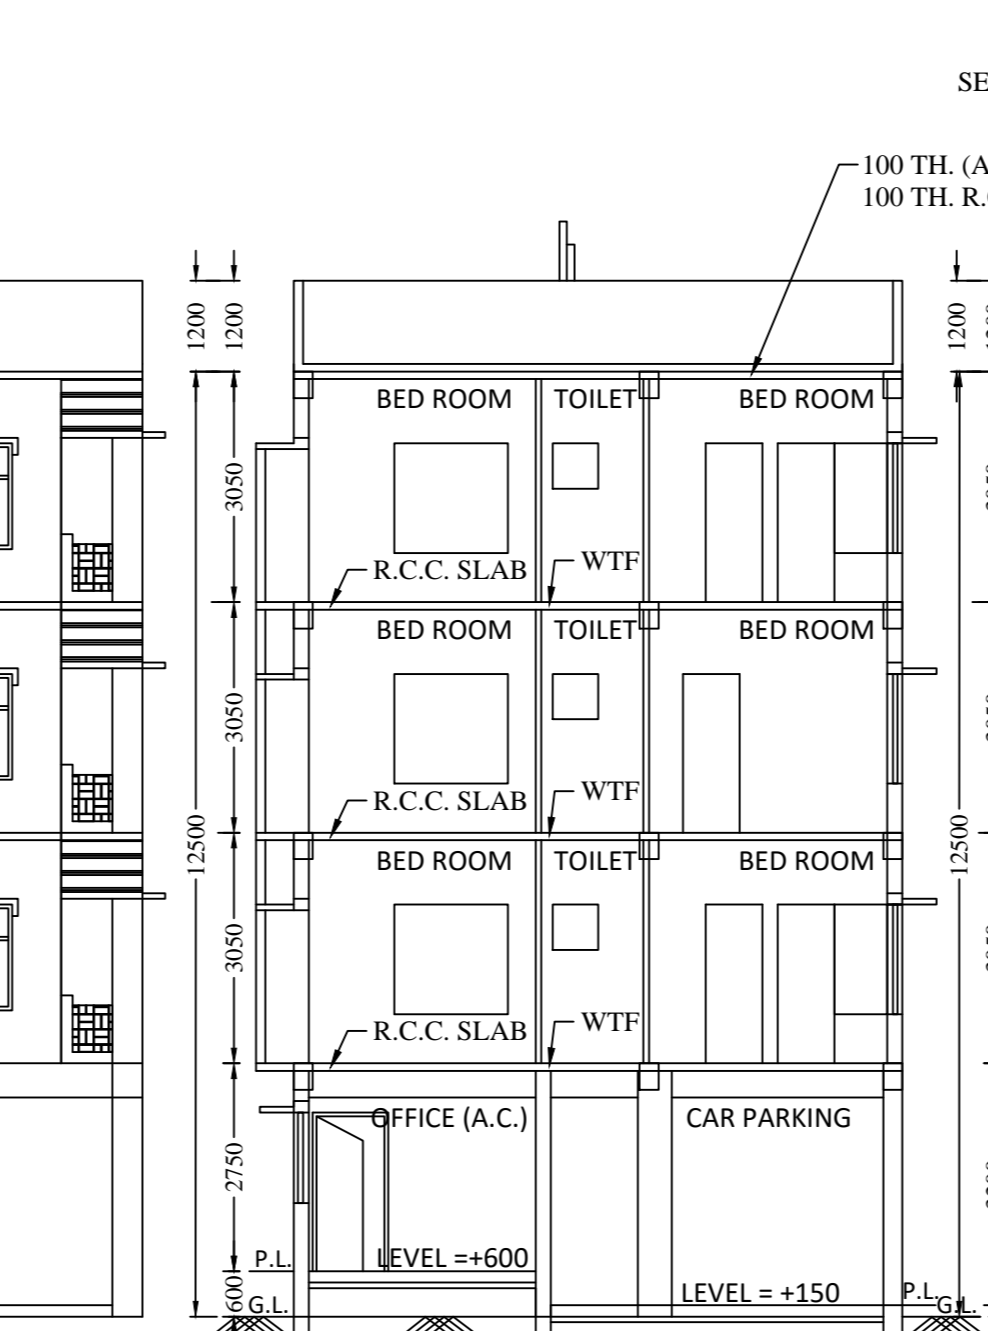 SE
100 TH. (A
100 TH. R.
1200
1200
1200
BED ROOM
TOILET
BED ROOM
3050
R.C.C. SLAB
WTF
BED ROOM
TOILET
BED ROOM
3050
R.C.C. SLAB
WTF
12500
12500
BED ROOM
TOILET
BED ROOM
3050
R.C.C. SLAB
WTF
OFFICE (A.C.)
CAR PARKING
2750
P.L.
LEVEL =+600
600
G.L.
LEVEL = +150
P.L.
G.L.